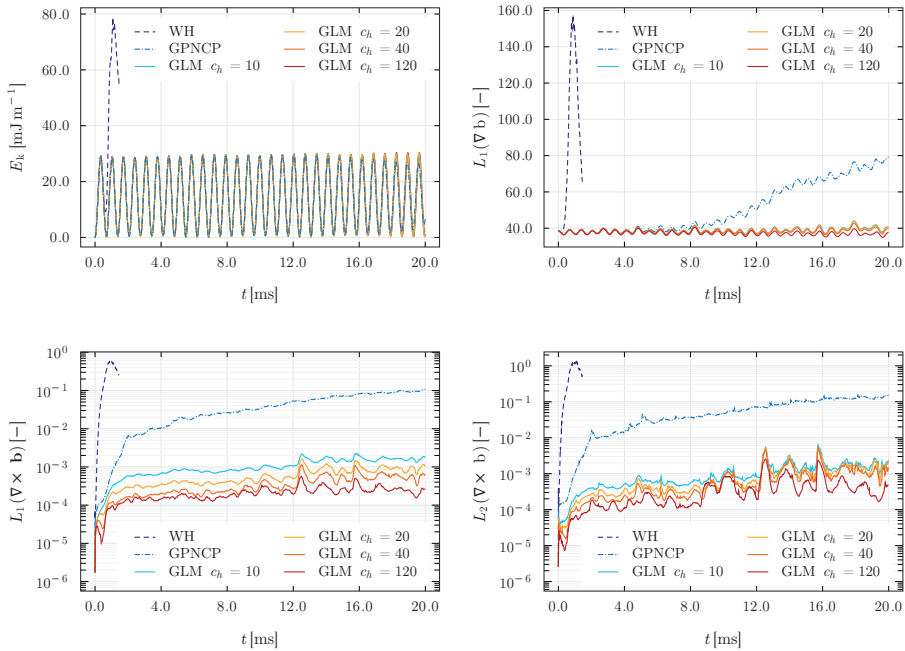 80.0
60.0
40.0
20.0
0.0
E_k [mJ m^−1]
WH
GPNCP
GLM c_h = 10
GLM c_h = 20
GLM c_h = 40
GLM c_h = 120
0.0 4.0 8.0 12.0 16.0 20.0
t [ms]
160.0
140.0
120.0
100.0
80.0
60.0
40.0
L_1(∇ b) [−]
WH
GPNCP
GLM c_h = 10
GLM c_h = 20
GLM c_h = 40
GLM c_h = 120
0.0 4.0 8.0 12.0 16.0 20.0
t [ms]
10^0
10^−1
10^−2
10^−3
10^−4
10^−5
10^−6
L_1(∇× b) [−]
WH
GPNCP
GLM c_h = 10
GLM c_h = 20
GLM c_h = 40
GLM c_h = 120
0.0 4.0 8.0 12.0 16.0 20.0
t [ms]
10^0
10^−1
10^−2
10^−3
10^−4
10^−5
10^−6
L_2(∇× b) [−]
WH
GPNCP
GLM c_h = 10
GLM c_h = 20
GLM c_h = 40
GLM c_h = 120
0.0 4.0 8.0 12.0 16.0 20.0
t [ms]